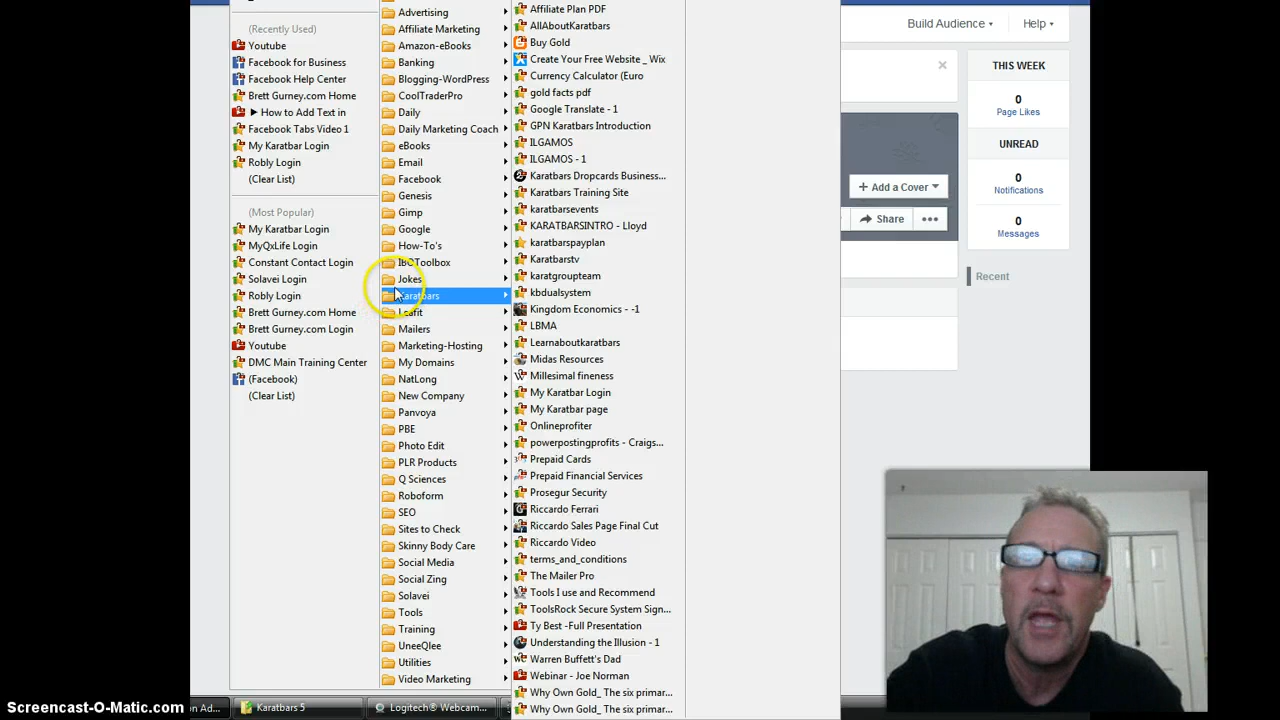 (Recently Used)
Youtube
Facebook for Business
Facebook Help Center
Brett Gurney.com Home
▶ How to Add Text in
Facebook Tabs Video 1
My Karatbar Login
Robly Login
(Clear List)
(Most Popular)
My Karatbar Login
MyQxLife Login
Constant Contact Login
Solavei Login
Robly Login
Brett Gurney.com Home
Brett Gurney.com Login
Youtube
DMC Main Training Center
(Facebook)
(Clear List)
Advertising
Affiliate Marketing
Amazon-eBooks
Banking
Blogging-WordPress
CoolTraderPro
Daily
Daily Marketing Coach
eBooks
Email
Facebook
Genesis
Gimp
Google
How-To's
IBOToolbox
Jokes
Karatbars
Leafit
Mailers
Marketing-Hosting
My Domains
NatLong
New Company
Panvoya
PBE
Photo Edit
PLR Products
Q Sciences
Roboform
SEO
Sites to Check
Skinny Body Care
Social Media
Social Zing
Solavei
Tools
Training
UneeQlee
Utilities
Video Marketing
Affiliate Plan PDF
AllAboutKaratbars
Buy Gold
Create Your Free Website _ Wix
Currency Calculator (Euro
gold facts pdf
Google Translate - 1
GPN Karatbars Introduction
ILGAMOS
ILGAMOS - 1
Karatbars Dropcards Business...
Karatbars Training Site
karatbarsevents
KARATBARSINTRO - Lloyd
karatbarspayplan
Karatbarstv
karatgroupteam
kbdualsystem
Kingdom Economics - -1
LBMA
Learnaboutkaratbars
Midas Resources
Millesimal fineness
My Karatbar Login
My Karatbar page
Onlineprofiter
powerpostingprofits - Craigs...
Prepaid Cards
Prepaid Financial Services
Prosegur Security
Riccardo Ferrari
Riccardo Sales Page Final Cut
Riccardo Video
terms_and_conditions
The Mailer Pro
Tools I use and Recommend
ToolsRock Secure System Sign...
Ty Best -Full Presentation
Understanding the Illusion - 1
Warren Buffett's Dad
Webinar - Joe Norman
Why Own Gold_ The six primar...
Why Own Gold_ The six primar...
Build Audience
Help
+ Add a Cover
Share
•••
THIS WEEK
0
Page Likes
UNREAD
0
Notifications
0
Messages
Recent
Screencast-O-Matic.com
Ad...
Karatbars 5
Logitech® Webcam...